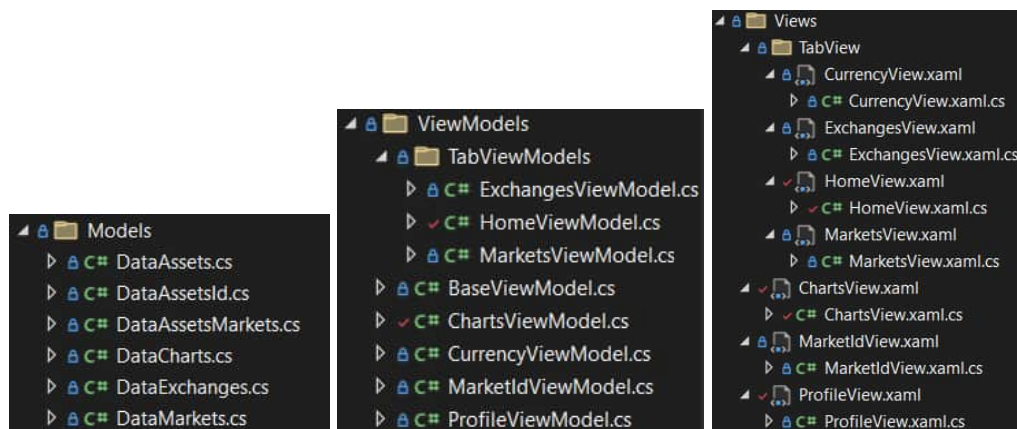 Models
C# DataAssets.cs
C# DataAssetsId.cs
C# DataAssetsMarkets.cs
C# DataCharts.cs
C# DataExchanges.cs
C# DataMarkets.cs
ViewModels
TabViewModels
C# ExchangesViewModel.cs
C# HomeViewModel.cs
C# MarketsViewModel.cs
C# BaseViewModel.cs
C# ChartsViewModel.cs
C# CurrencyViewModel.cs
C# MarketIdViewModel.cs
C# ProfileViewModel.cs
Views
TabView
CurrencyView.xaml
C# CurrencyView.xaml.cs
ExchangesView.xaml
C# ExchangesView.xaml.cs
HomeView.xaml
C# HomeView.xaml.cs
MarketsView.xaml
C# MarketsView.xaml.cs
ChartsView.xaml
C# ChartsView.xaml.cs
MarketIdView.xaml
C# MarketIdView.xaml.cs
ProfileView.xaml
C# ProfileView.xaml.cs